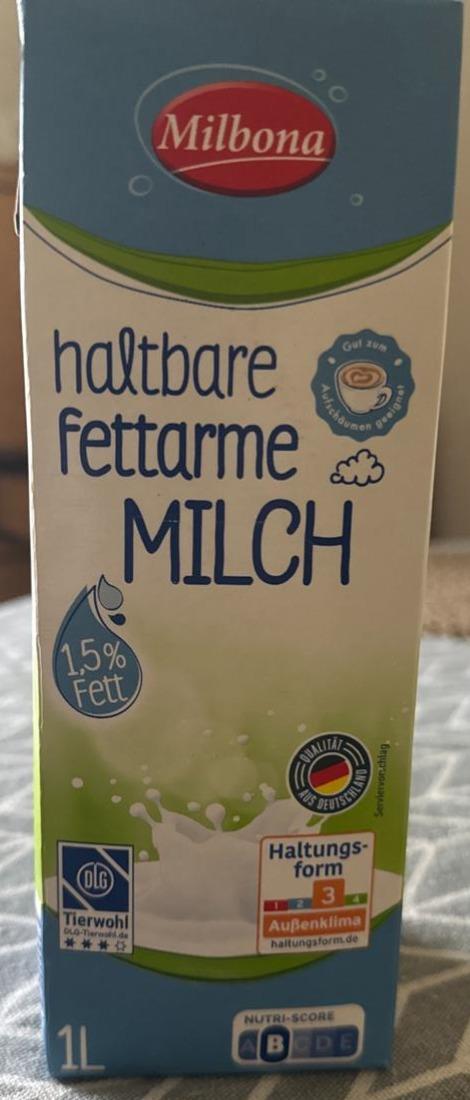 Milbona
haltbare
fettarme
MILCH
Gut zum
Aufschäumen geeignet
1,5%
Fett
QUALITÄT
AUS DEUTSCHLAND
Serviervorschlag
DLG
Tierwohl
DLG-Tierwohl.de
Haltungs-
form
1 2 3 4
Außenklima
haltungsform.de
1L
NUTRI-SCORE
A B C D E